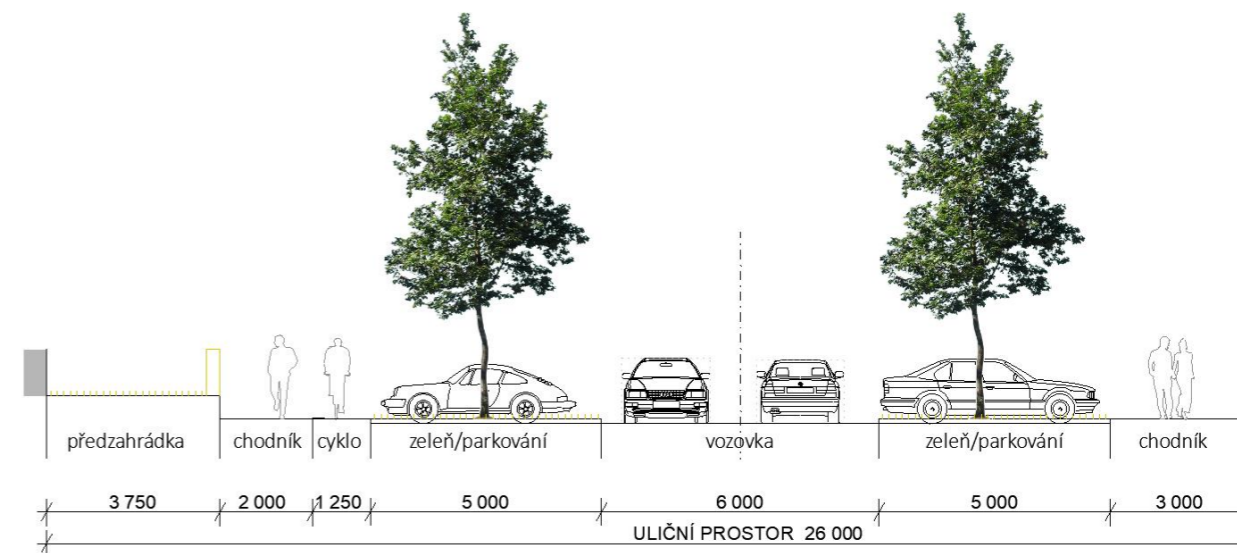 předzahrádka chodník cyklo zeleň/parkování vozovka zeleň/parkování chodník
3 750 2 000 1 250 5 000 6 000 5 000 3 000
ULIČNÍ PROSTOR 26 000